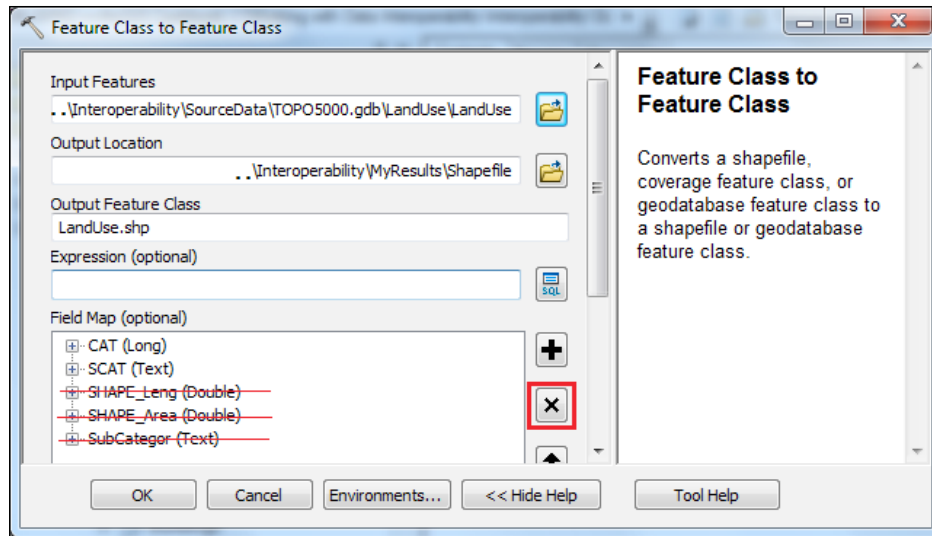 Feature Class to Feature Class
Input Features
..\Interoperability\SourceData\TOPO5000.gdb\LandUse\LandUse
Output Location
..\Interoperability\MyResults\Shapefile
Output Feature Class
LandUse.shp
Expression (optional)
SQL
Field Map (optional)
CAT (Long)
SCAT (Text)
SHAPE_Leng (Double)
SHAPE_Area (Double)
SubCategor (Text)
OK
Cancel
Environments...
<< Hide Help
Tool Help
Feature Class to
Feature Class
Converts a shapefile,
coverage feature class, or
geodatabase feature class to
a shapefile or geodatabase
feature class.